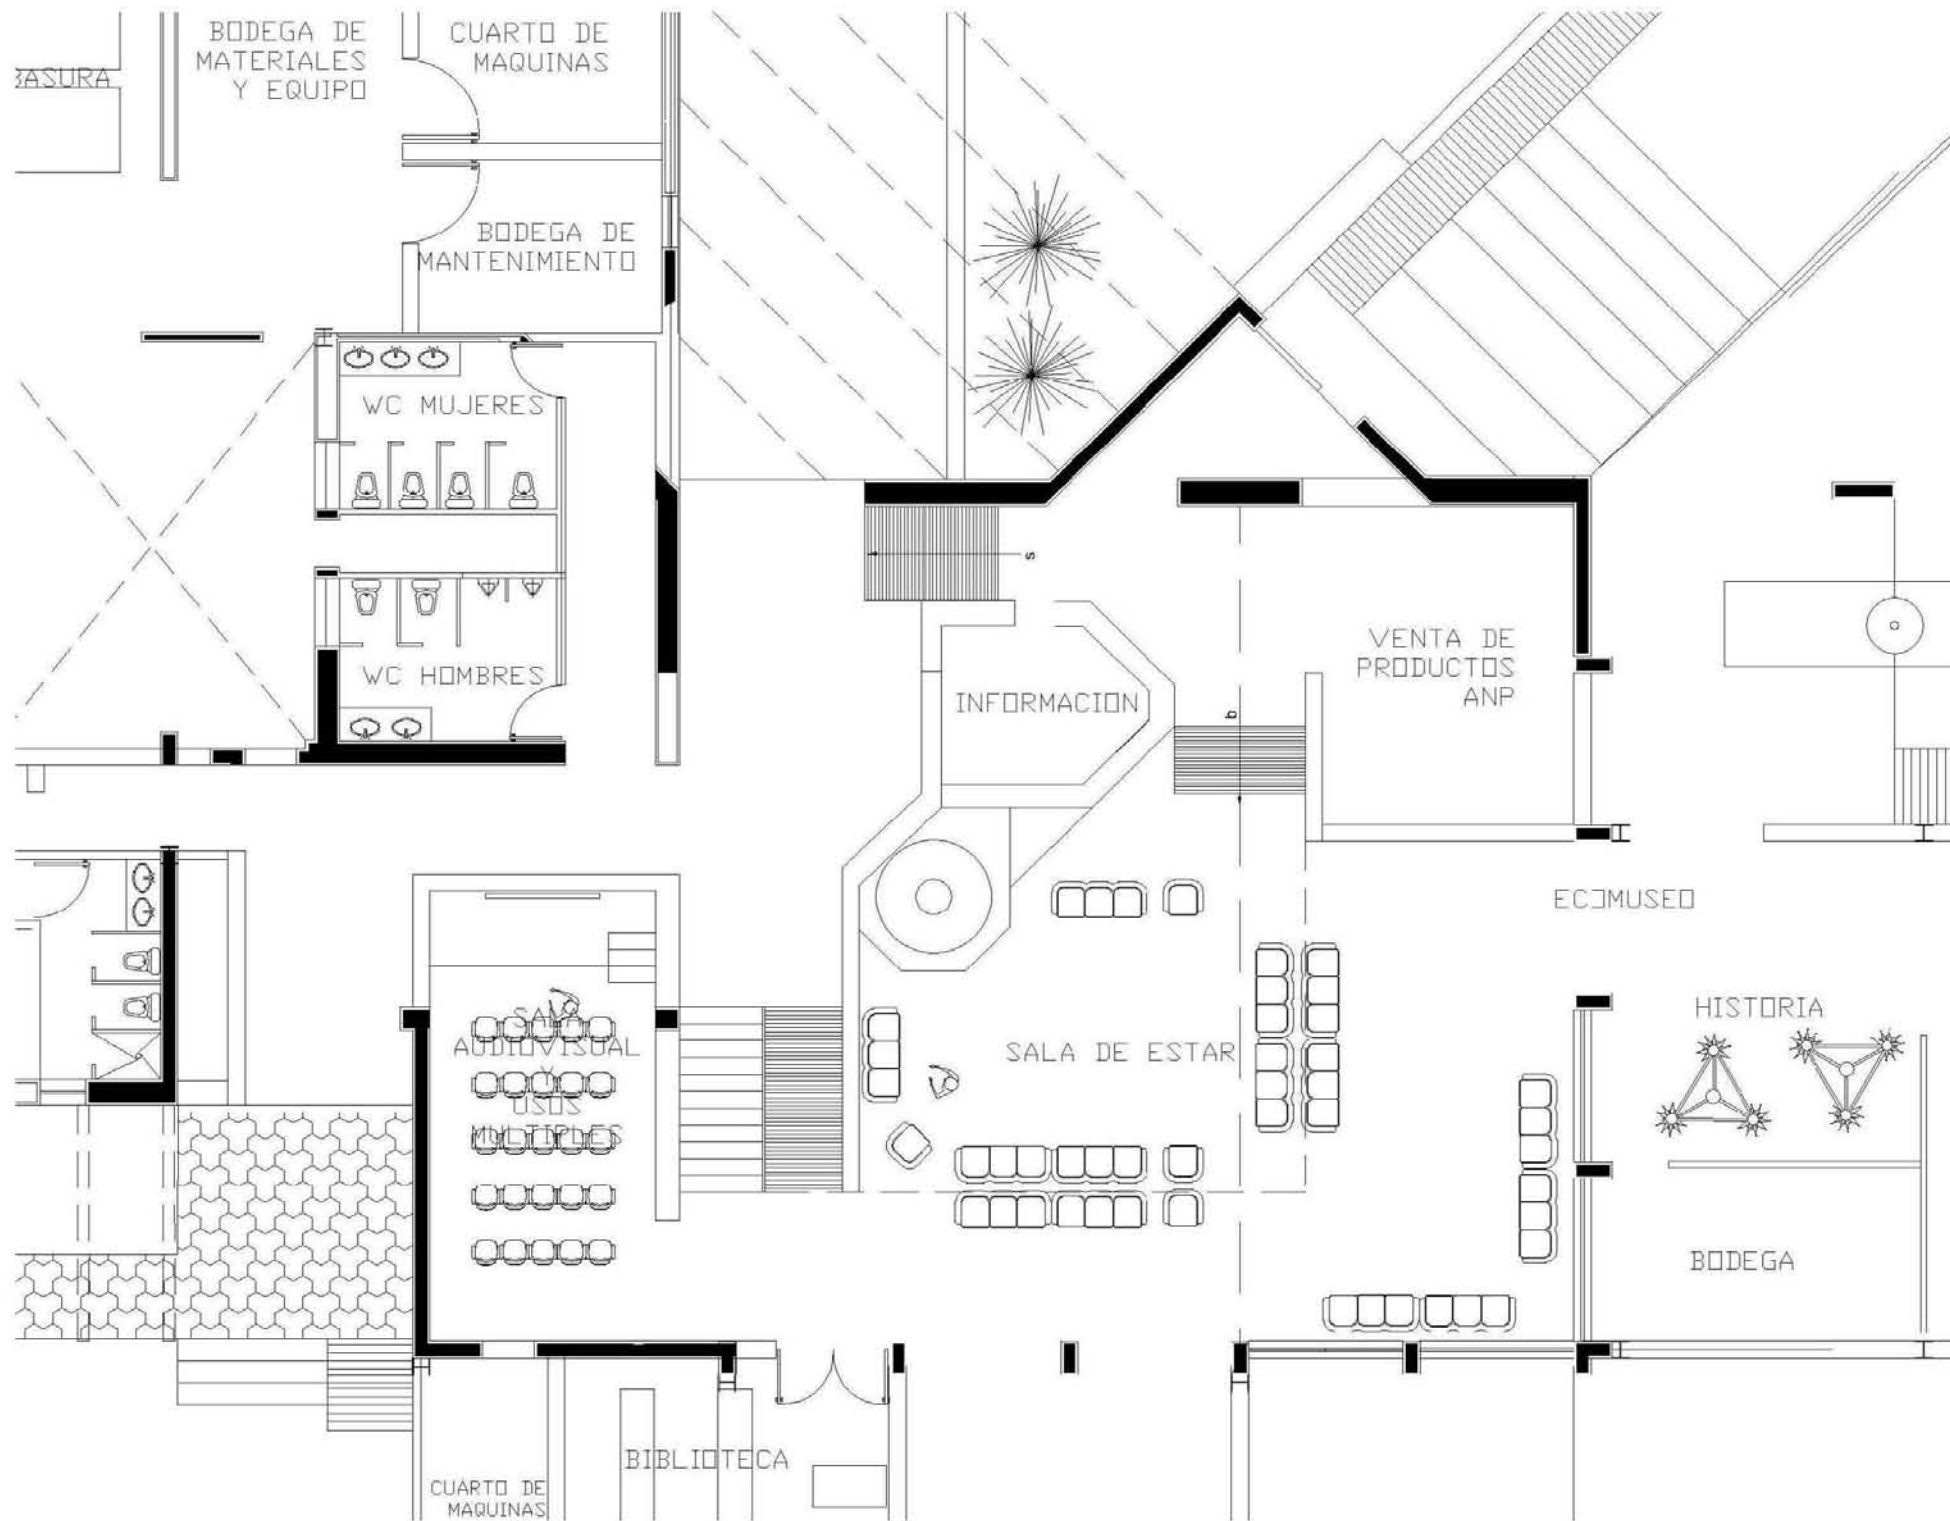 BODEGA DE
MATERIALES
Y EQUIPO
CUARTO DE
MAQUINAS
BASURA
BODEGA DE
MANTENIMIENTO
WC MUJERES
s
WC HOMBRES
INFORMACION
b
VENTA DE
PRODUCTOS
ANP
ECOMUSEO
HISTORIA
SALA
AUDIOVISUAL
Y
USOS
MULTIPLES
SALA DE ESTAR
BODEGA
BIBLIOTECA
CUARTO DE
MAQUINAS